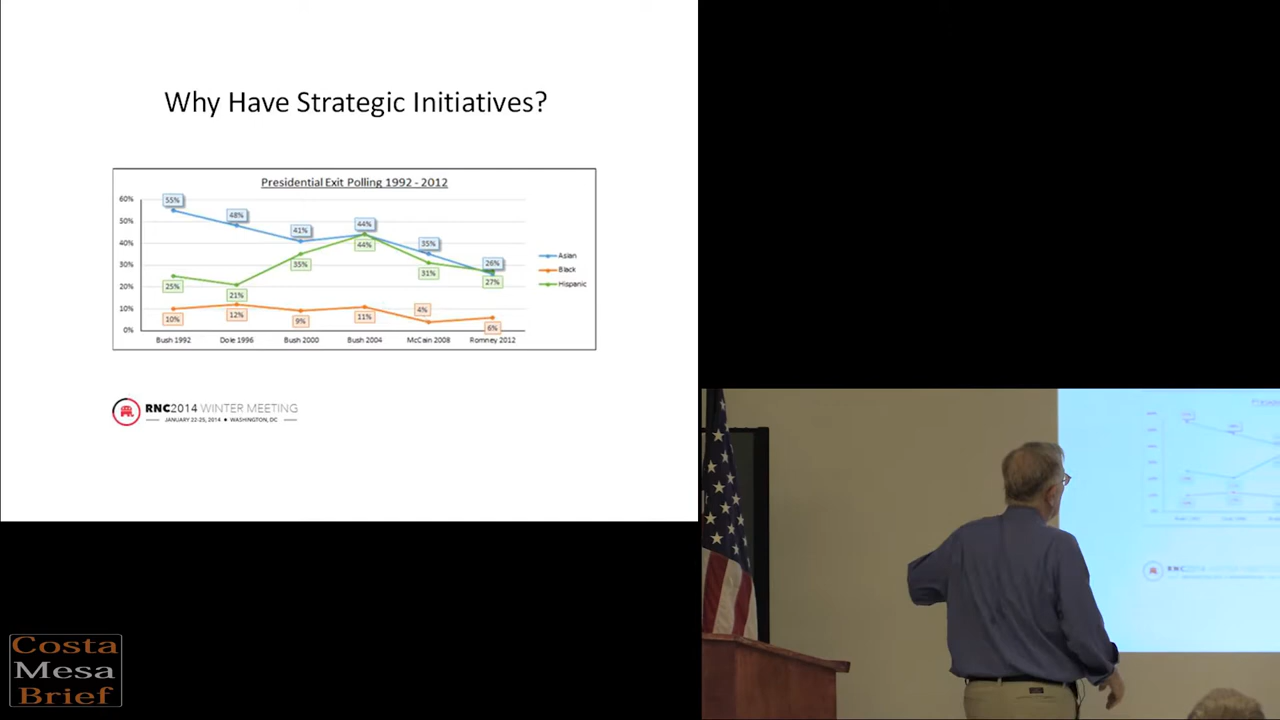 Why Have Strategic Initiatives?
Presidential Exit Polling 1992 - 2012
60%
50%
40%
30%
20%
10%
0%
55%
48%
41%
44%
35%
26%
25%
21%
35%
44%
31%
27%
10%
12%
9%
11%
4%
6%
Bush 1992
Dole 1996
Bush 2000
Bush 2004
McCain 2008
Romney 2012
Asian
Black
Hispanic
RNC2014 WINTER MEETING
JANUARY 22-25, 2014 ● WASHINGTON, DC
RNC
Costa
Mesa
Brief